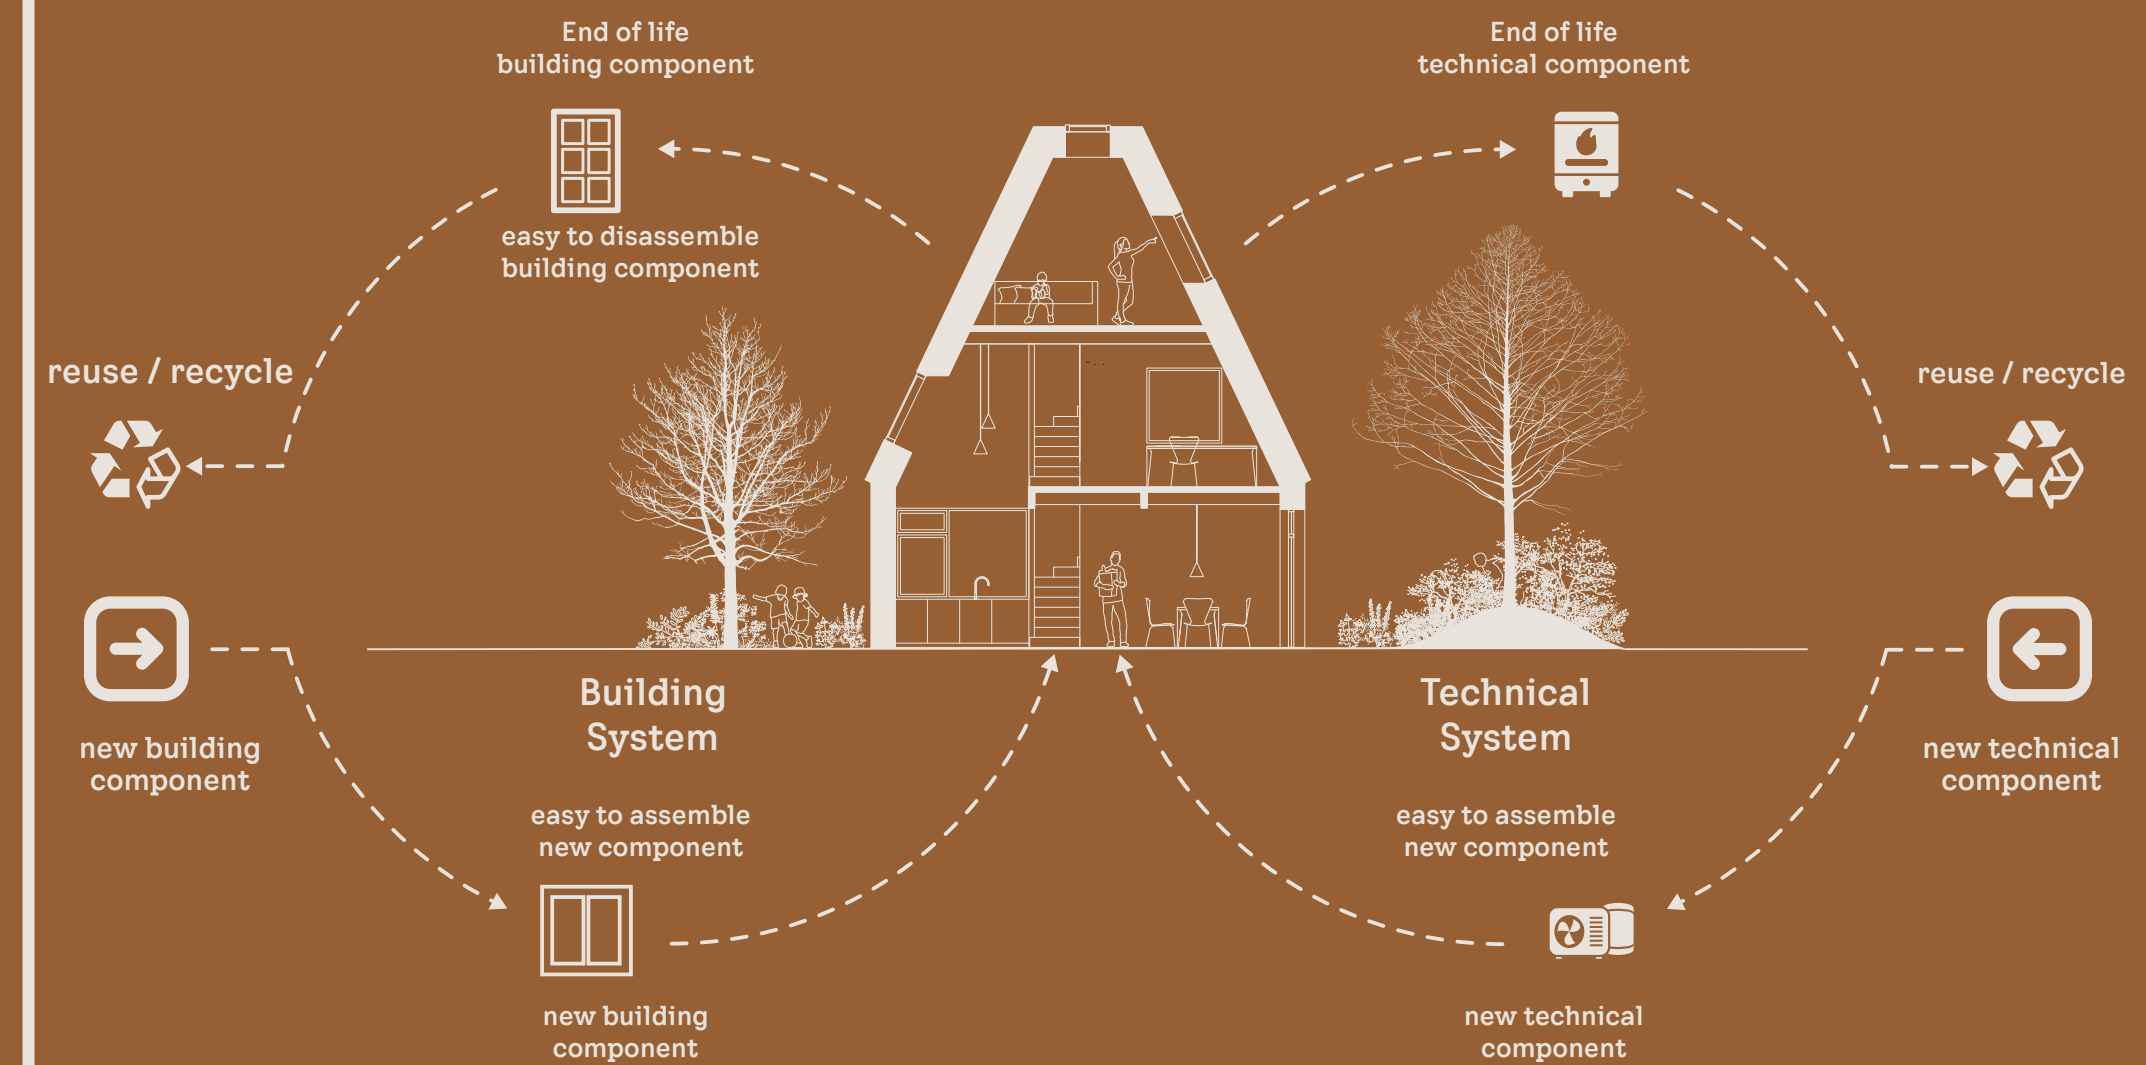 End of life
building component
End of life
technical component
easy to disassemble
building component
reuse / recycle
reuse / recycle
Building
System
Technical
System
new building
component
new technical
component
easy to assemble
new component
easy to assemble
new component
new building
component
new technical
component